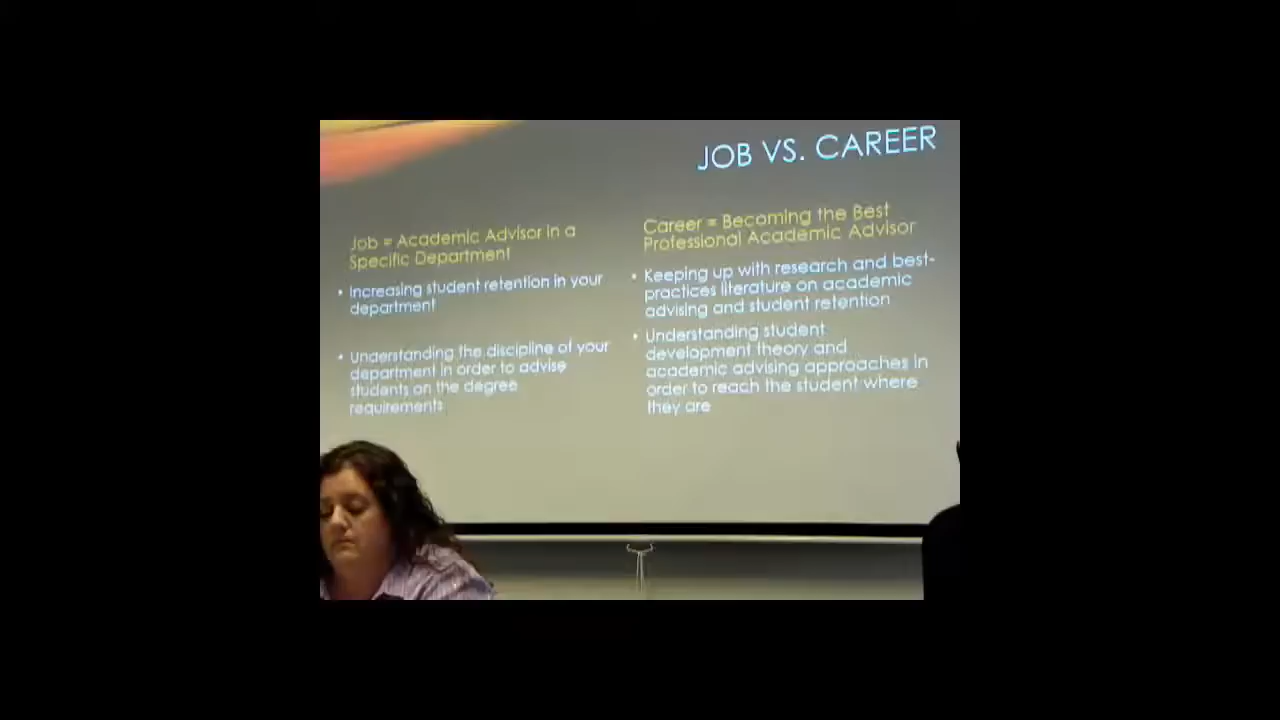 JOB VS. CAREER
Job = Academic Advisor in a
Specific Department
• Increasing student retention in your
department
• Understanding the discipline of your
department in order to advise
students on the degree
requirements
Career = Becoming the Best
Professional Academic Advisor
• Keeping up with research and best-
practices literature on academic
advising and student retention
• Understanding student
development theory and
academic advising approaches in
order to reach the student where
they are